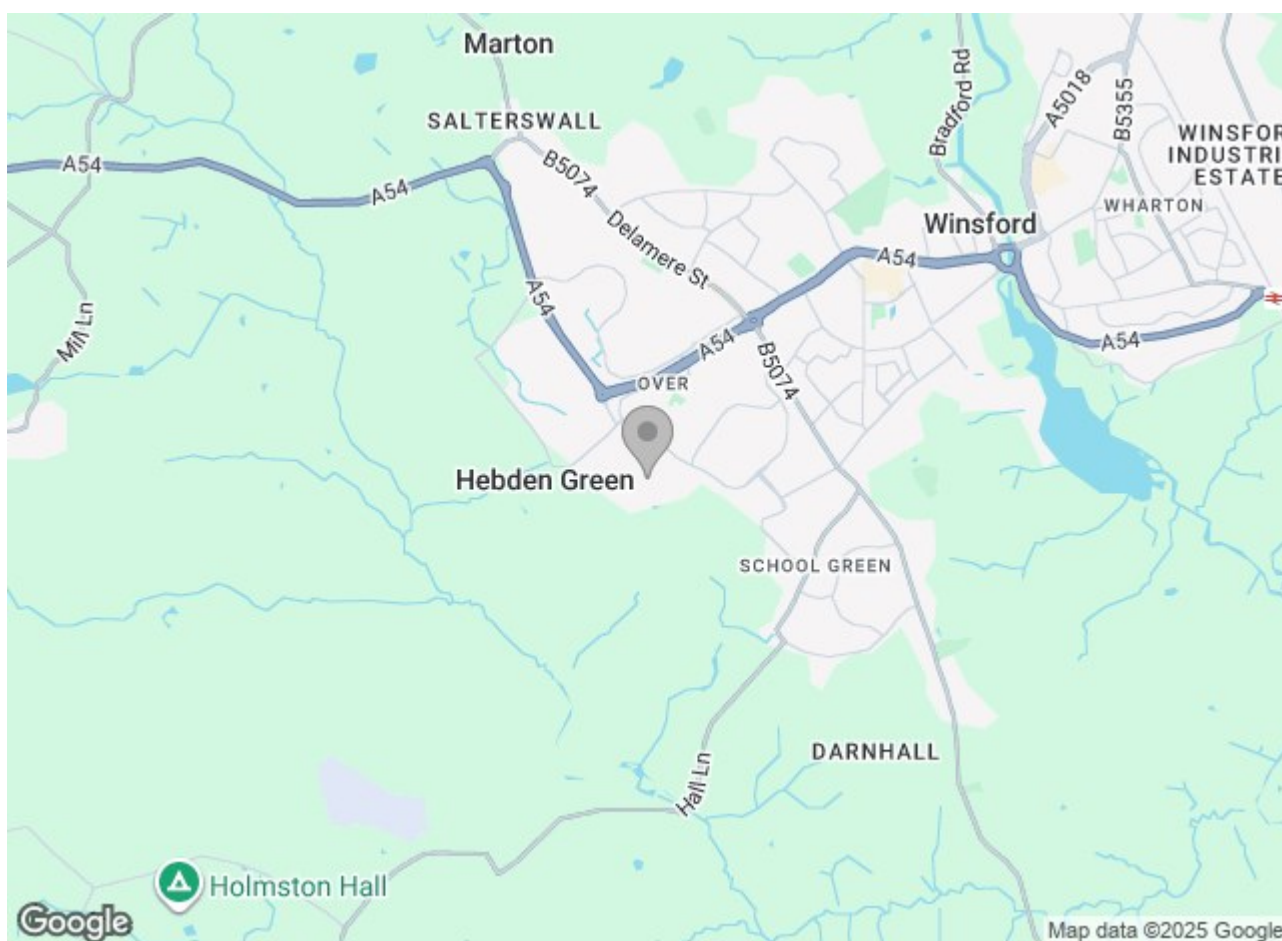 Marton
SALTERSWALL
Bradford Rd
A5018
B5355
WINSFOR
INDUSTRI
ESTATE
A54
A54
B5074
WHARTON
Winsford
Delamere St
A54
A54
Mill Ln
A54
A54
B5074
OVER
Hebden Green
SCHOOL GREEN
DARNHALL
Hall Ln
Holmston Hall
Google
Map data ©2025 Google